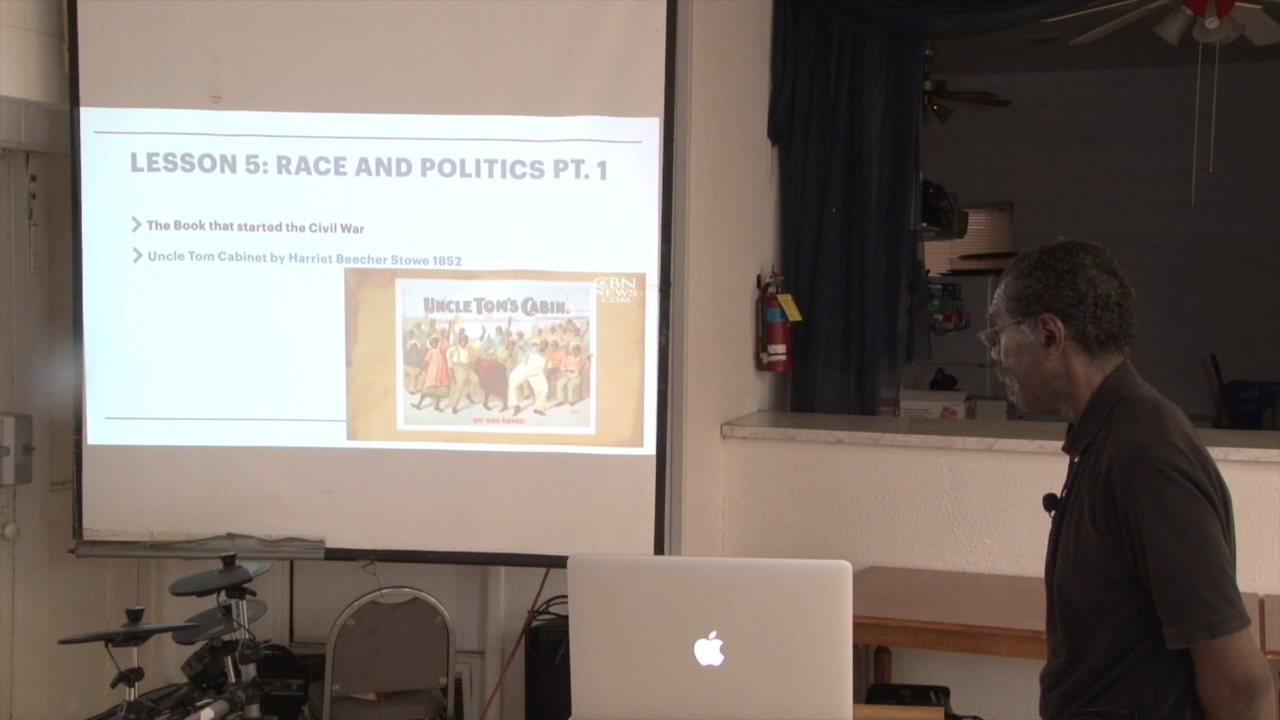 LESSON 5: RACE AND POLITICS PT. 1
The Book that started the Civil War
Uncle Tom Cabinet by Harriet Beecher Stowe 1852
CBN
NEWS
.COM
UNCLE TOM'S CABIN.